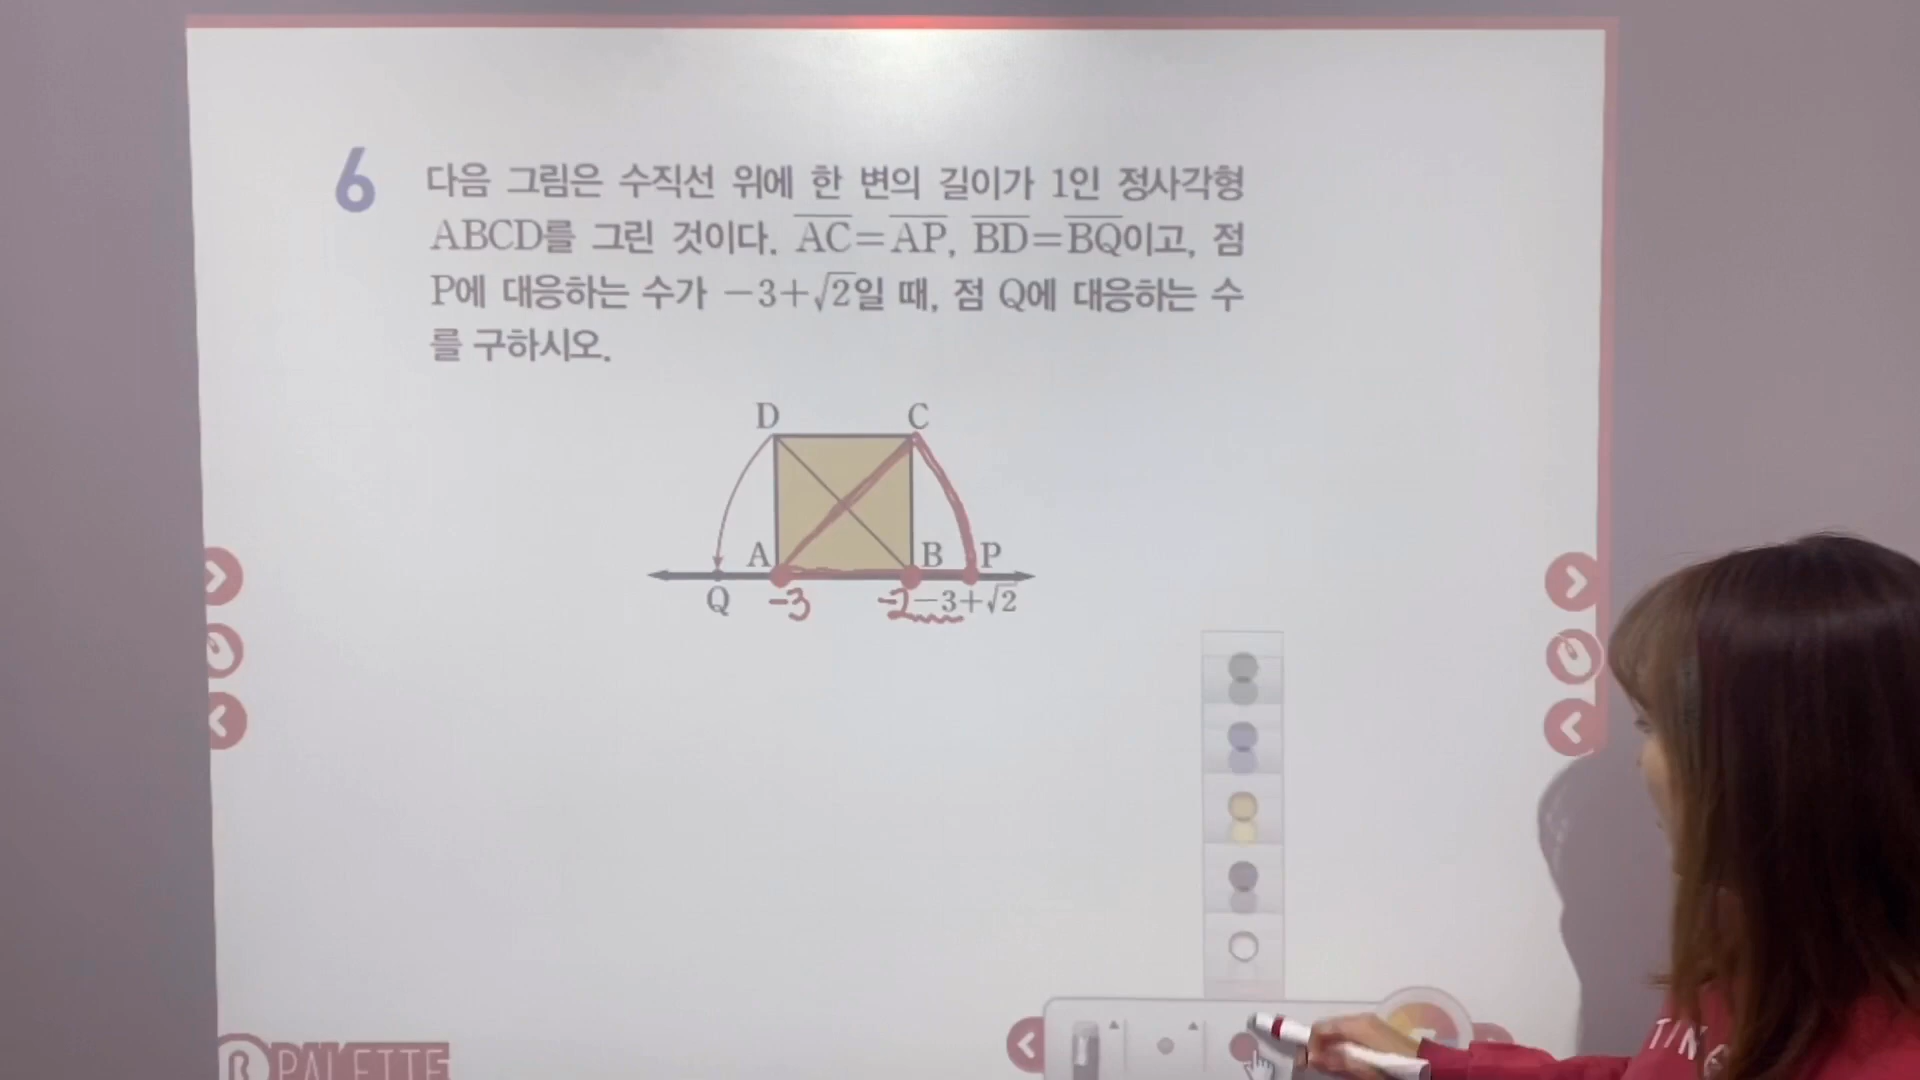 6
다음 그림은 수직선 위에 한 변의 길이가 1인 정사각형
ABCD를 그린 것이다. AC=AP, BD=BQ이고, 점
P에 대응하는 수가 −3+√2일 때, 점 Q에 대응하는 수
를 구하시오.
D C
A B P
Q -3 -2 −3+√2
PALETTE